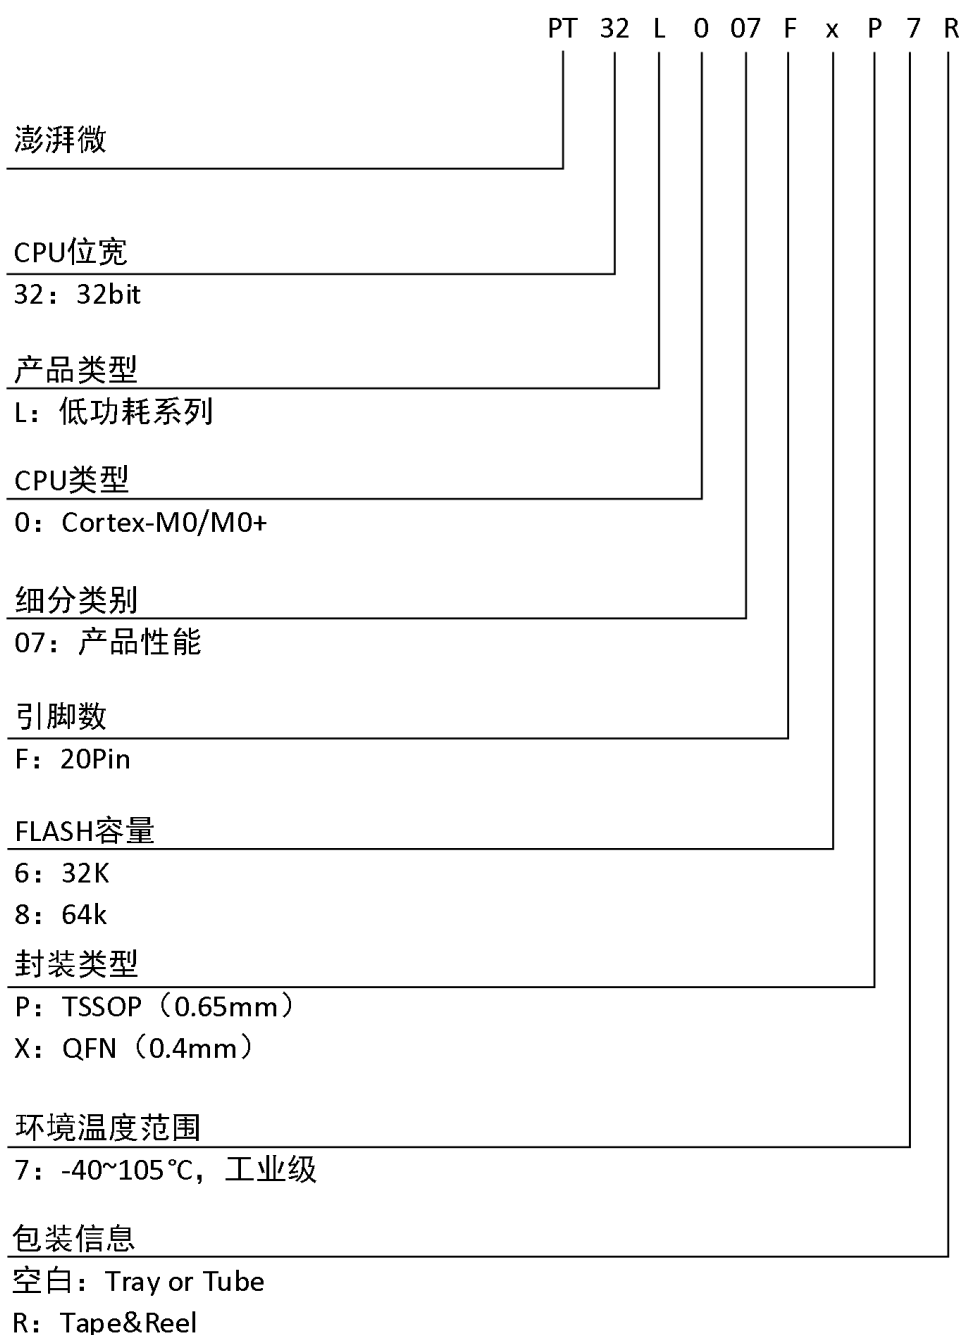 PT 32 L 0 07 F x P 7 R
澎湃微
CPU位宽
32：32bit
产品类型
L：低功耗系列
CPU类型
0：Cortex-M0/M0+
细分类别
07：产品性能
引脚数
F：20Pin
FLASH容量
6：32K
8：64k
封装类型
P：TSSOP（0.65mm）
X：QFN（0.4mm）
环境温度范围
7：-40~105℃，工业级
包装信息
空白：Tray or Tube
R：Tape&Reel